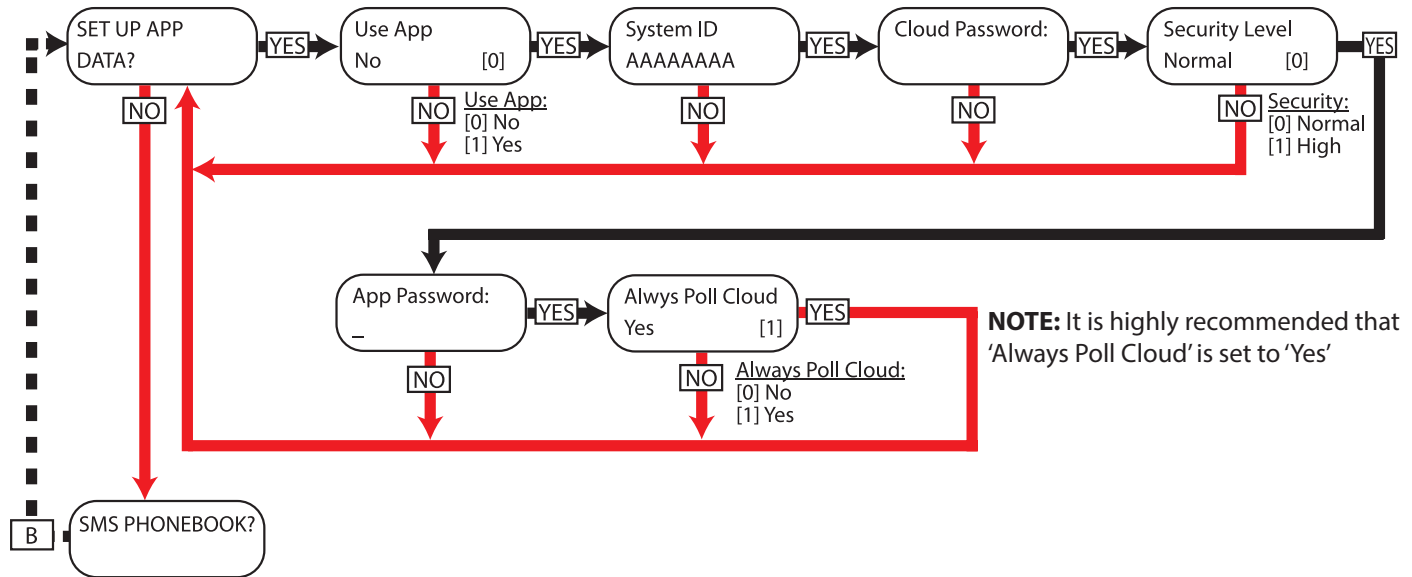 SET UP APP
DATA?
YES
Use App
No [0]
YES
System ID
AAAAAAAA
YES
Cloud Password:
YES
Security Level
Normal [0]
YES
NO
NO
Use App:
[0] No
[1] Yes
NO
NO
NO
Security:
[0] Normal
[1] High
App Password:
_
YES
Alwys Poll Cloud
Yes [1]
YES
NOTE: It is highly recommended that
‘Always Poll Cloud’ is set to ‘Yes’
NO
NO
Always Poll Cloud:
[0] No
[1] Yes
SMS PHONEBOOK?
B